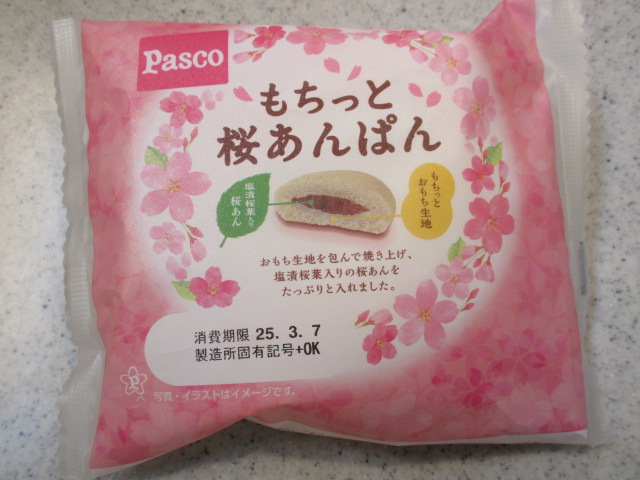 Pasco
もちっと
桜あんぱん
塩漬桜葉入り
桜あん
もちっと
おもち生地
おもち生地を包んで焼き上げ、
塩漬桜葉入りの桜あんを
たっぷりと入れました。
消費期限 25. 3. 7
製造所固有記号+OK
写真・イラストはイメージです。